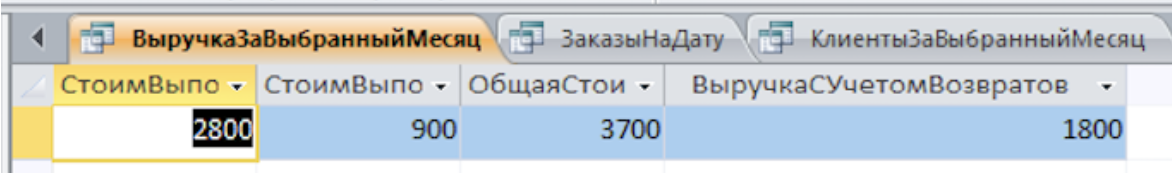 ВыручкаЗаВыбранныйМесяц ЗаказыНаДату КлиентыЗаВыбранныйМесяц
СтоимВыпо СтоимВыпо ОбщаяСтои ВыручкаСУчетомВозвратов
2800 900 3700 1800